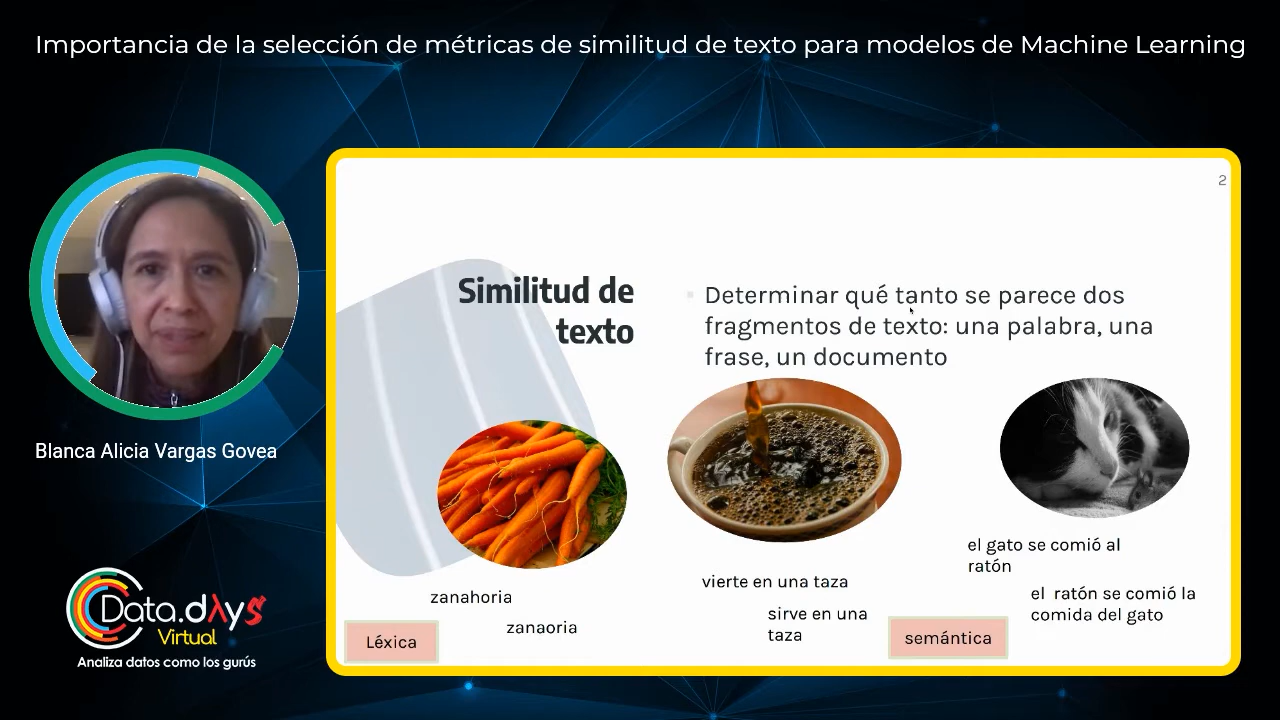 Importancia de la selección de métricas de similitud de texto para modelos de Machine Learning
2
Similitud de
texto
Determinar qué tanto se parece dos
fragmentos de texto: una palabra, una
frase, un documento
zanahoria
zanaoria
Léxica
vierte en una taza
sirve en una
taza
semántica
el gato se comió al
ratón
el ratón se comió la
comida del gato
Blanca Alicia Vargas Govea
Data.dλys
Virtual
Analiza datos como los gurús